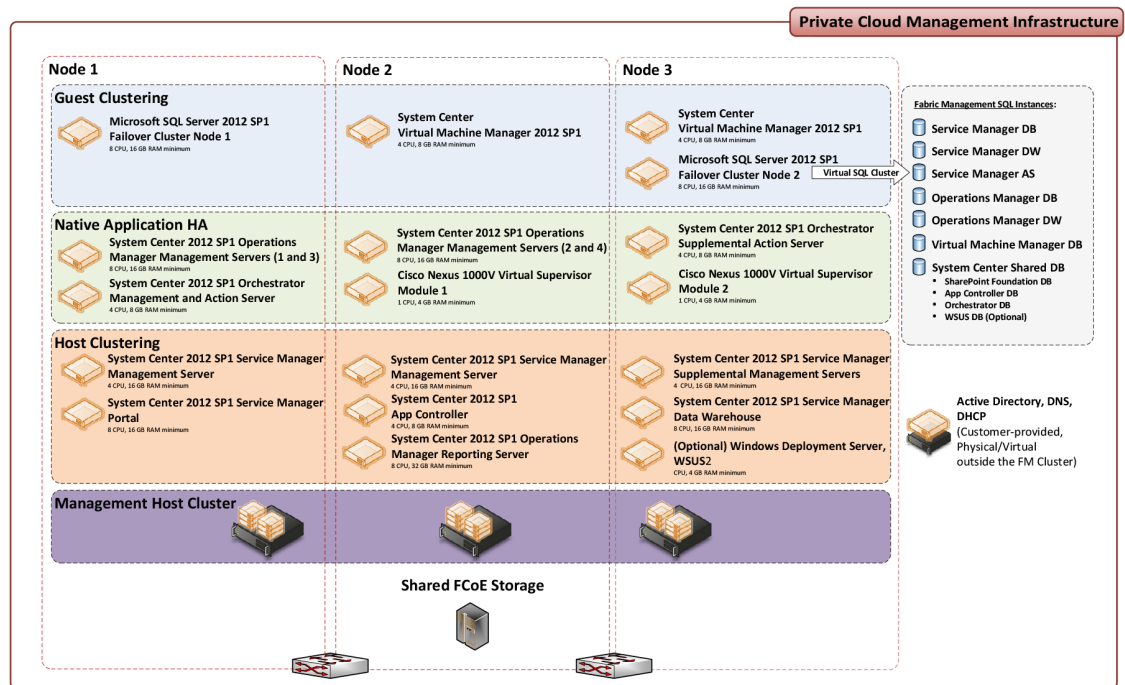 Private Cloud Management Infrastructure
Node 1
Node 2
Node 3
Guest Clustering
Microsoft SQL Server 2012 SP1
Failover Cluster Node 1
8 CPU, 16 GB RAM minimum
System Center
Virtual Machine Manager 2012 SP1
4 CPU, 8 GB RAM minimum
System Center
Virtual Machine Manager 2012 SP1
4 CPU, 8 GB RAM minimum
Microsoft SQL Server 2012 SP1
Failover Cluster Node 2
8 CPU, 16 GB RAM minimum
Virtual SQL Cluster
Fabric Management SQL Instances:
Service Manager DB
Service Manager DW
Service Manager AS
Operations Manager DB
Operations Manager DW
Virtual Machine Manager DB
System Center Shared DB
• SharePoint Foundation DB
• App Controller DB
• Orchestrator DB
• WSUS DB (Optional)
Native Application HA
System Center 2012 SP1 Operations
Manager Management Servers (1 and 3)
8 CPU, 16 GB RAM minimum
System Center 2012 SP1 Orchestrator
Management and Action Server
4 CPU, 8 GB RAM minimum
System Center 2012 SP1 Operations
Manager Management Servers (2 and 4)
8 CPU, 16 GB RAM minimum
Cisco Nexus 1000V Virtual Supervisor
Module 1
1 CPU, 4 GB RAM minimum
System Center 2012 SP1 Orchestrator
Supplemental Action Server
4 CPU, 8 GB RAM minimum
Cisco Nexus 1000V Virtual Supervisor
Module 2
1 CPU, 4 GB RAM minimum
Host Clustering
System Center 2012 SP1 Service Manager
Management Server
4 CPU, 16 GB RAM minimum
System Center 2012 SP1 Service Manager
Portal
8 CPU, 16 GB RAM minimum
System Center 2012 SP1 Service Manager
Management Server
4 CPU, 16 GB RAM minimum
System Center 2012 SP1
App Controller
4 CPU, 8 GB RAM minimum
System Center 2012 SP1 Operations
Manager Reporting Server
8 CPU, 32 GB RAM minimum
System Center 2012 SP1 Service Manager
Supplemental Management Servers
4 CPU, 16 GB RAM minimum
System Center 2012 SP1 Service Manager
Data Warehouse
8 CPU, 16 GB RAM minimum
(Optional) Windows Deployment Server,
WSUS2
CPU, 4 GB RAM minimum
Active Directory, DNS,
DHCP
(Customer-provided,
Physical/Virtual
outside the FM Cluster)
Management Host Cluster
Shared FCoE Storage